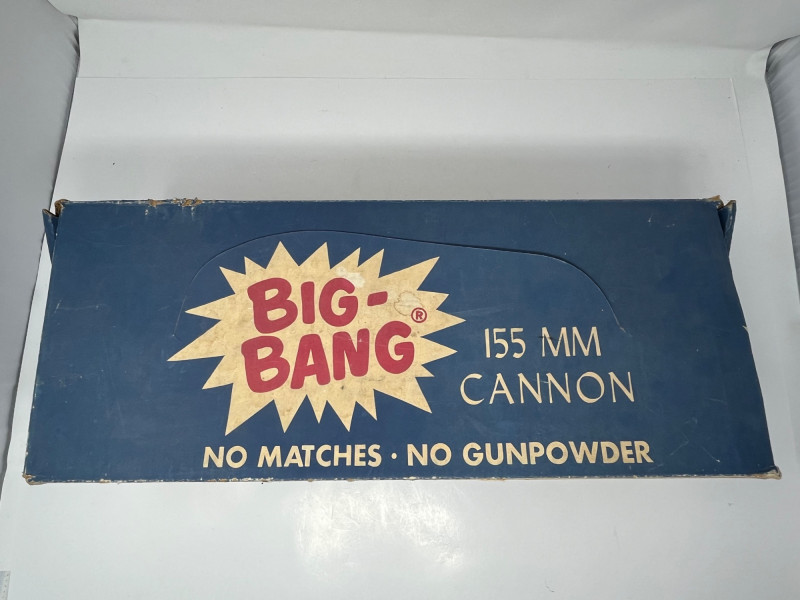 BIG-
BANG®
155 MM
CANNON
NO MATCHES · NO GUNPOWDER